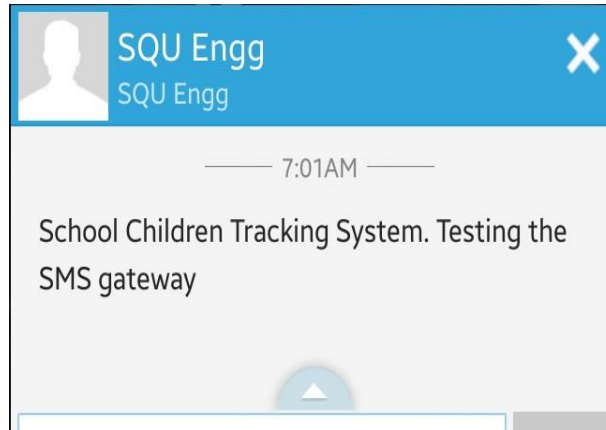 SQU Engg
SQU Engg
7:01AM
School Children Tracking System. Testing the
SMS gateway